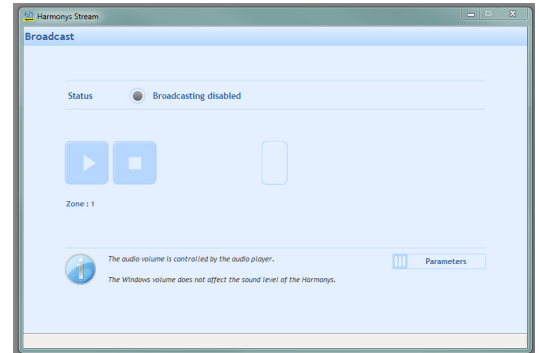 Harmonys Stream
Broadcast
Status Broadcasting disabled
Zone : 1
The audio volume is controlled by the audio player.
The Windows volume does not affect the sound level of the Harmonys.
Parameters